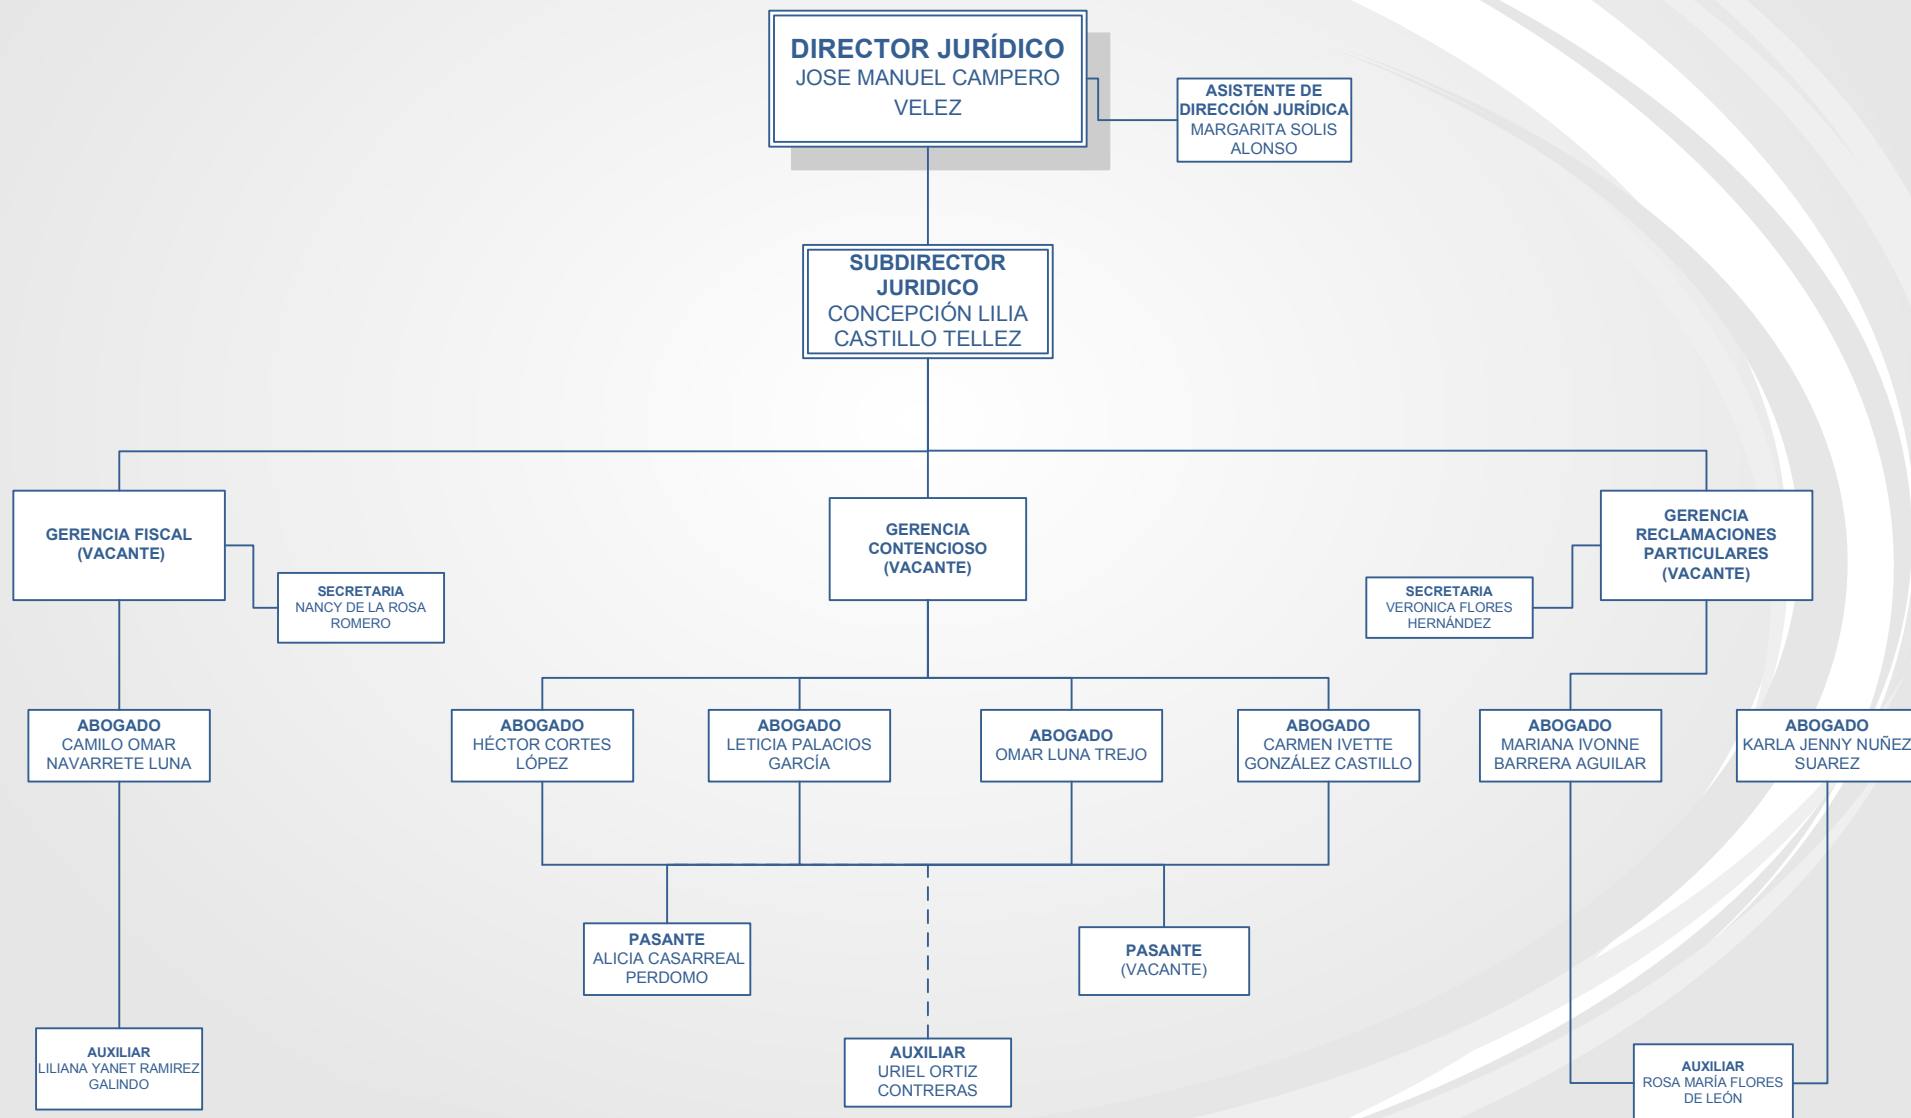 DIRECTOR JURÍDICO
JOSE MANUEL CAMPERO
VELEZ
ASISTENTE DE
DIRECCIÓN JURÍDICA
MARGARITA SOLIS
ALONSO
SUBDIRECTOR
JURIDICO
CONCEPCIÓN LILIA
CASTILLO TELLEZ
GERENCIA FISCAL
(VACANTE)
SECRETARIA
NANCY DE LA ROSA
ROMERO
GERENCIA
CONTENCIOSO
(VACANTE)
GERENCIA
RECLAMACIONES
PARTICULARES
(VACANTE)
SECRETARIA
VERONICA FLORES
HERNÁNDEZ
ABOGADO
CAMILO OMAR
NAVARRETE LUNA
ABOGADO
HÉCTOR CORTES
LÓPEZ
ABOGADO
LETICIA PALACIOS
GARCÍA
ABOGADO
OMAR LUNA TREJO
ABOGADO
CARMEN IVETTE
GONZÁLEZ CASTILLO
ABOGADO
MARIANA IVONNE
BARRERA AGUILAR
ABOGADO
KARLA JENNY NUÑEZ
SUAREZ
PASANTE
ALICIA CASARREAL
PERDOMO
PASANTE
(VACANTE)
AUXILIAR
LILIANA YANET RAMIREZ
GALINDO
AUXILIAR
URIEL ORTIZ
CONTRERAS
AUXILIAR
ROSA MARÍA FLORES
DE LEÓN